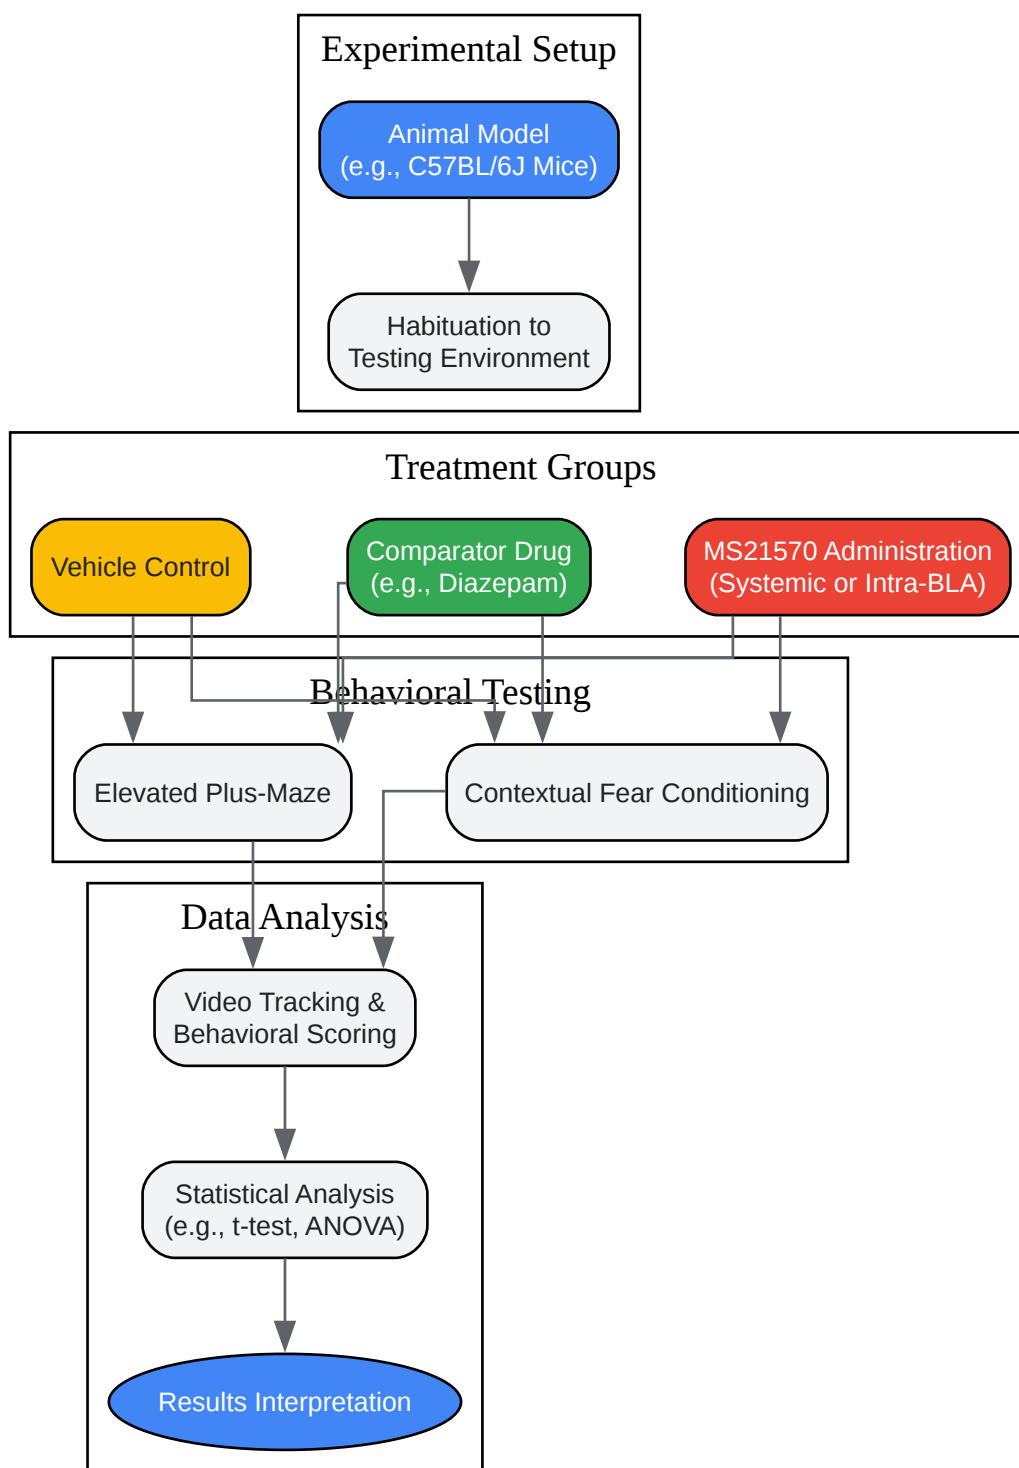 Experimental Setup
Animal Model
(e.g., C57BL/6J Mice)
Habituation to
Testing Environment
Treatment Groups
Vehicle Control
Comparator Drug
(e.g., Diazepam)
MS21570 Administration
(Systemic or Intra-BLA)
Behavioral Testing
Elevated Plus-Maze
Contextual Fear Conditioning
Data Analysis
Video Tracking &
Behavioral Scoring
Statistical Analysis
(e.g., t-test, ANOVA)
Results Interpretation